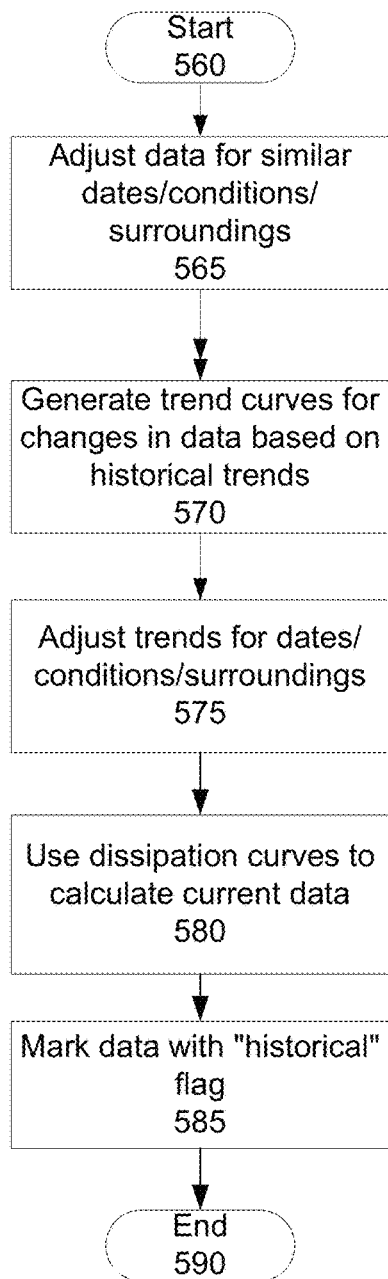 Start
560
Adjust data for similar
dates/conditions/
surroundings
565
Generate trend curves for
changes in data based on
historical trends
570
Adjust trends for dates/
conditions/surroundings
575
Use dissipation curves to
calculate current data
580
Mark data with "historical"
flag
585
End
590